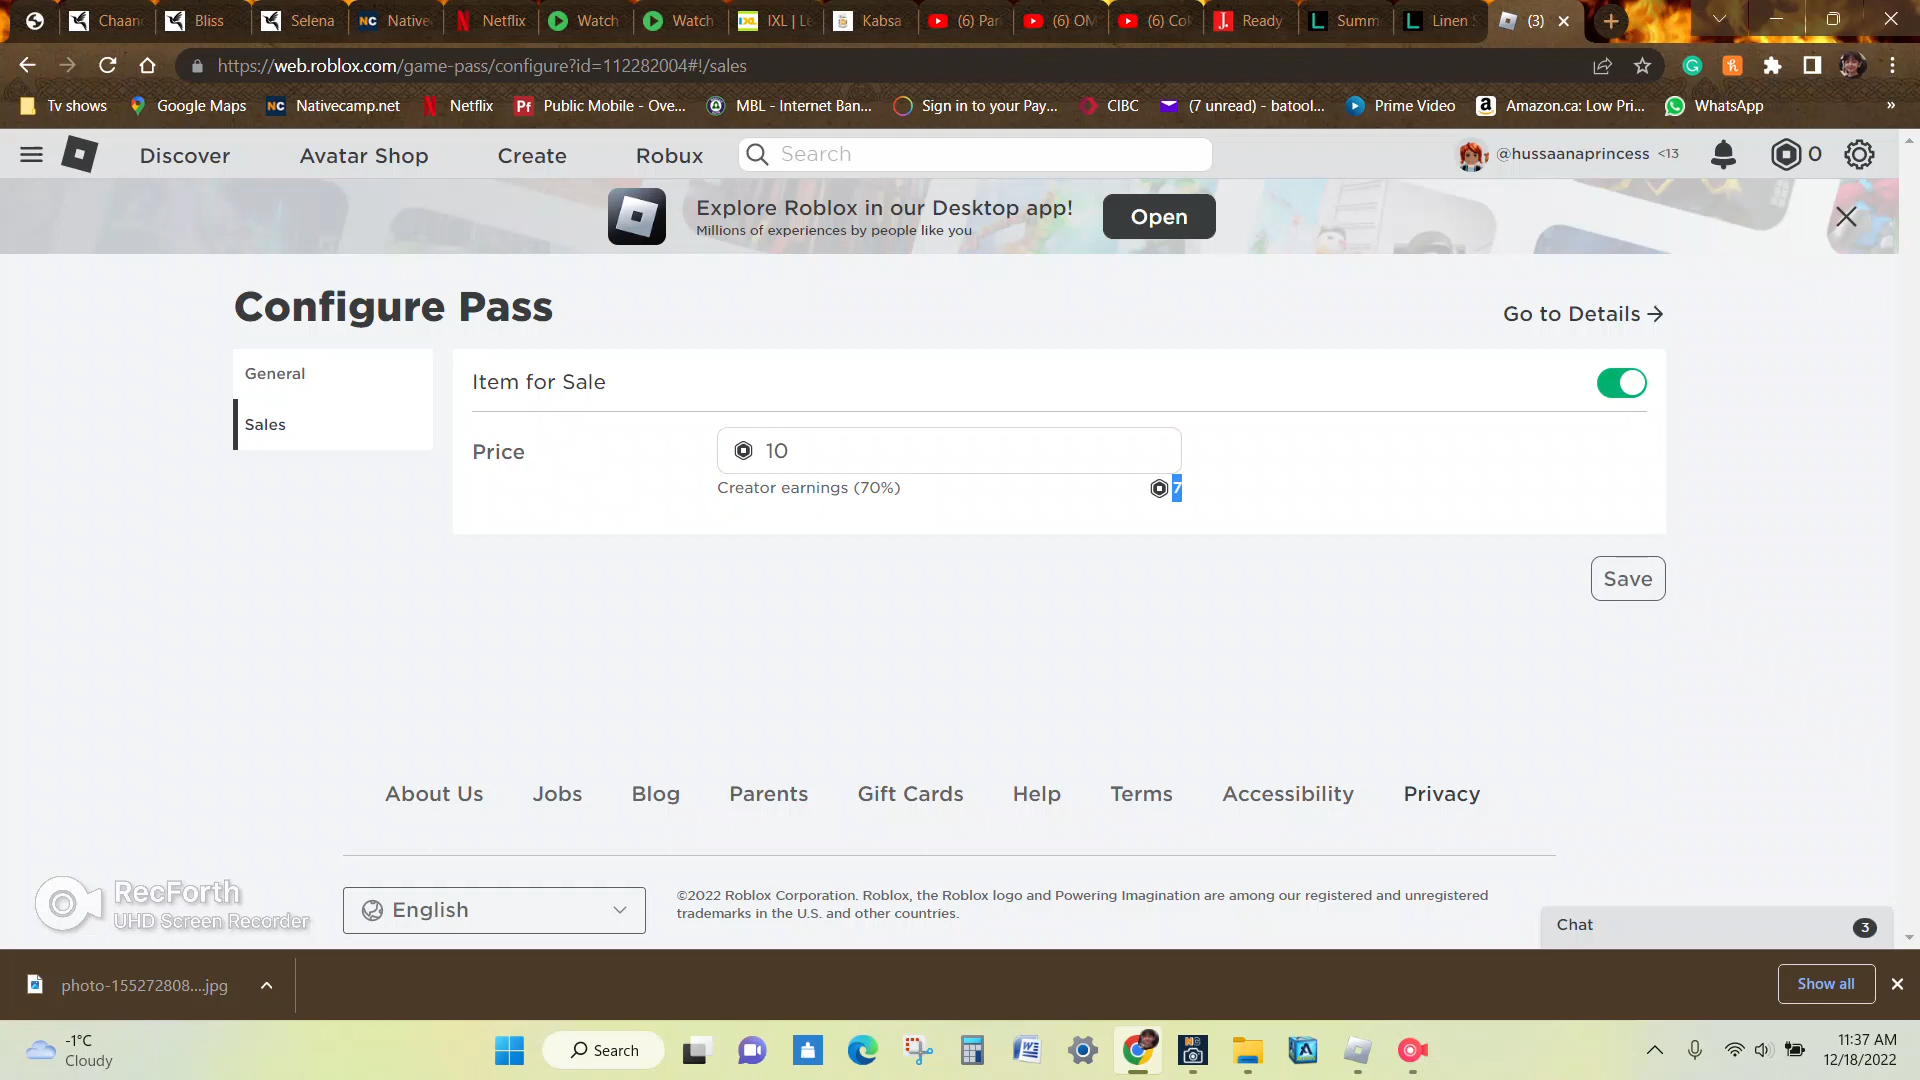 Chaan
Bliss
Selena
NC Native
Netflix
Watch
Watch
IXL IXL | Le
Kabsa
(6) Par
(6) OM
(6) Col
J. Ready
L Summ
L Linen S
(3)
https://web.roblox.com/game-pass/configure?id=112282004#!/sales
Tv shows
Google Maps
NC Nativecamp.net
Netflix
Pf Public Mobile - Ove...
MBL - Internet Ban...
Sign in to your Pay...
CIBC
(7 unread) - batool...
Prime Video
a Amazon.ca: Low Pri...
WhatsApp
»
Discover
Avatar Shop
Create
Robux
Search
@hussaanaprincess <13
0
Explore Roblox in our Desktop app!
Millions of experiences by people like you
Open
Configure Pass
Go to Details →
General
Sales
Item for Sale
Price
10
Creator earnings (70%)
7
Save
About Us
Jobs
Blog
Parents
Gift Cards
Help
Terms
Accessibility
Privacy
RecForth
UHD Screen Recorder
English
©2022 Roblox Corporation. Roblox, the Roblox logo and Powering Imagination are among our registered and unregistered
trademarks in the U.S. and other countries.
Chat
3
photo-155272808....jpg
Show all
-1°C
Cloudy
Search
11:37 AM
12/18/2022